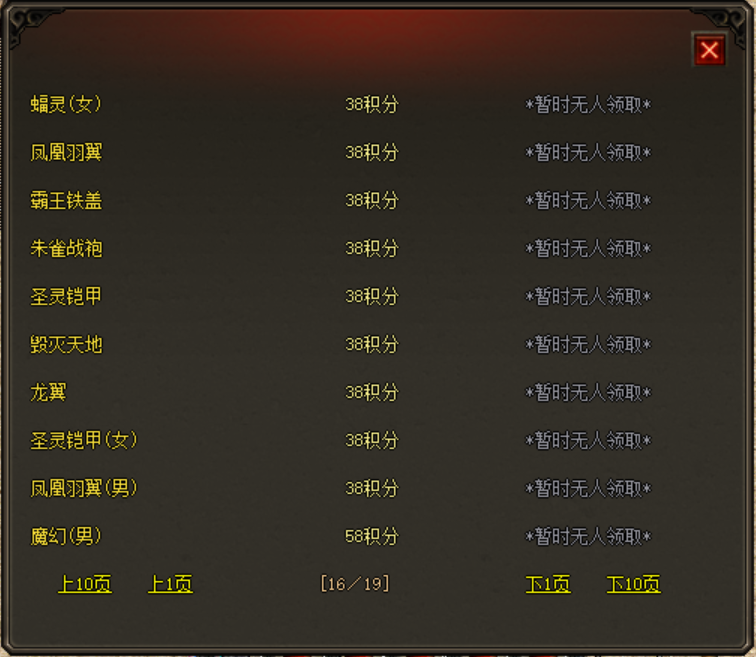 蝠灵(女) 38积分 *暂时无人领取*
凤凰羽翼 38积分 *暂时无人领取*
霸王铁盖 38积分 *暂时无人领取*
朱雀战袍 38积分 *暂时无人领取*
圣灵铠甲 38积分 *暂时无人领取*
毁灭天地 38积分 *暂时无人领取*
龙翼 38积分 *暂时无人领取*
圣灵铠甲(女) 38积分 *暂时无人领取*
凤凰羽翼(男) 38积分 *暂时无人领取*
魔幻(男) 58积分 *暂时无人领取*
上10页 上1页 [16/19] 下1页 下10页